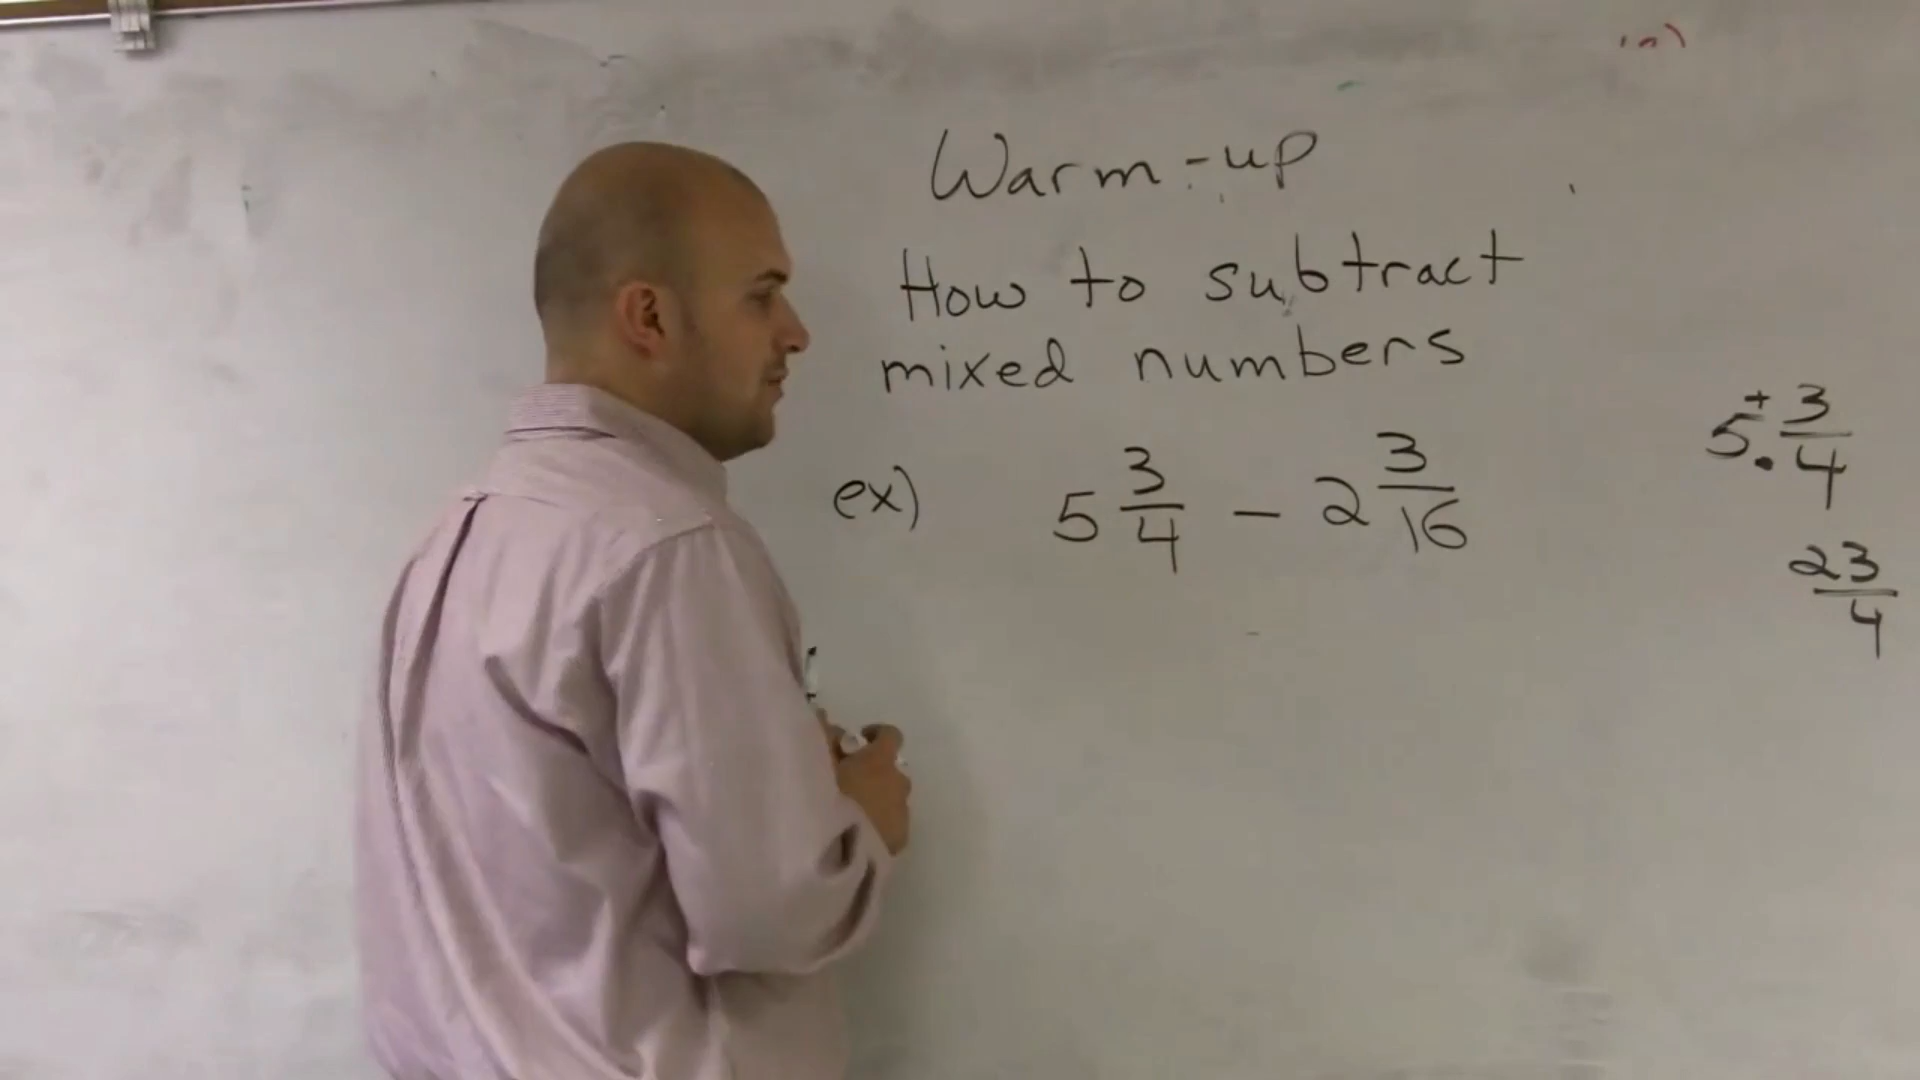 Warm-up
How to subtract
mixed numbers
ex) 5 3/4 - 2 3/16
5 + . 3/4
23/4